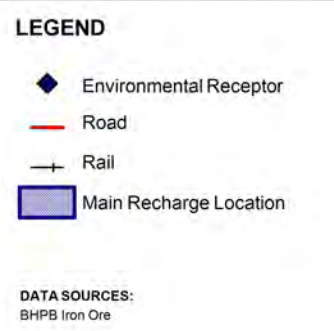 LEGEND
Environmental Receptor
Road
Rail
Main Recharge Location
DATA SOURCES:
BHPB Iron Ore